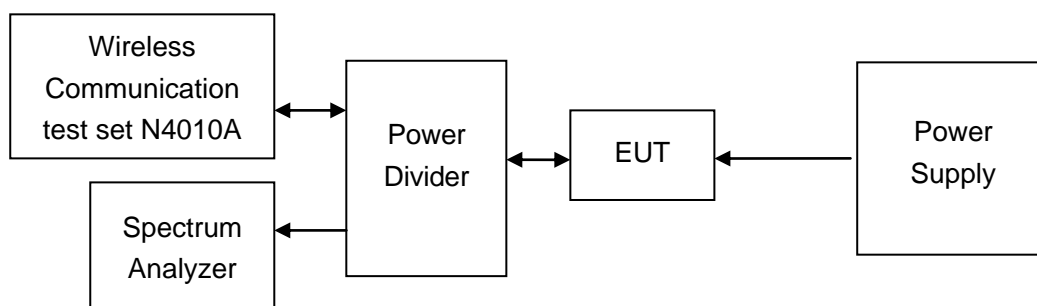 Wireless
Communication
test set N4010A
Spectrum
Analyzer
Power
Divider
EUT
Power
Supply